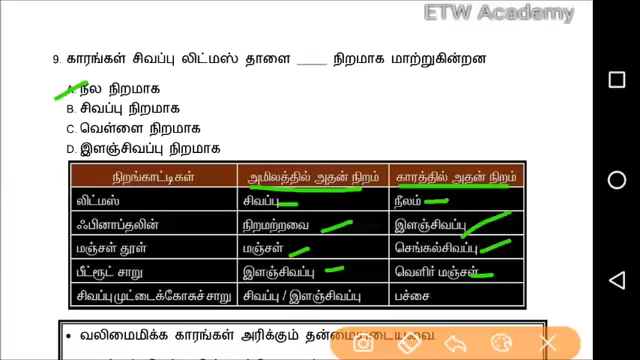 ETW Academy
9. காரங்கள் சிவப்பு லிட்மஸ் தாளை ____ நிறமாக மாற்றுகின்றன
A. நீல நிறமாக
B. சிவப்பு நிறமாக
C. வெள்ளை நிறமாக
D. இளஞ்சிவப்பு நிறமாக
நிறங்காட்டிகள் அமிலத்தில் அதன் நிறம் காரத்தில் அதன் நிறம்
லிட்மஸ் சிவப்பு நீலம்
ஃபினாப்தலின் நிறமற்றவை இளஞ்சிவப்பு
மஞ்சள் தூள் மஞ்சள் செங்கல்சிவப்பு
பீட்ரூட் சாறு இளஞ்சிவப்பு வெளிர் மஞ்சள்
சிவப்புமுட்டைக்கோசுச்சாறு சிவப்பு / இளஞ்சிவப்பு பச்சை
• வலிமைமிக்க காரங்கள் அரிக்கும்